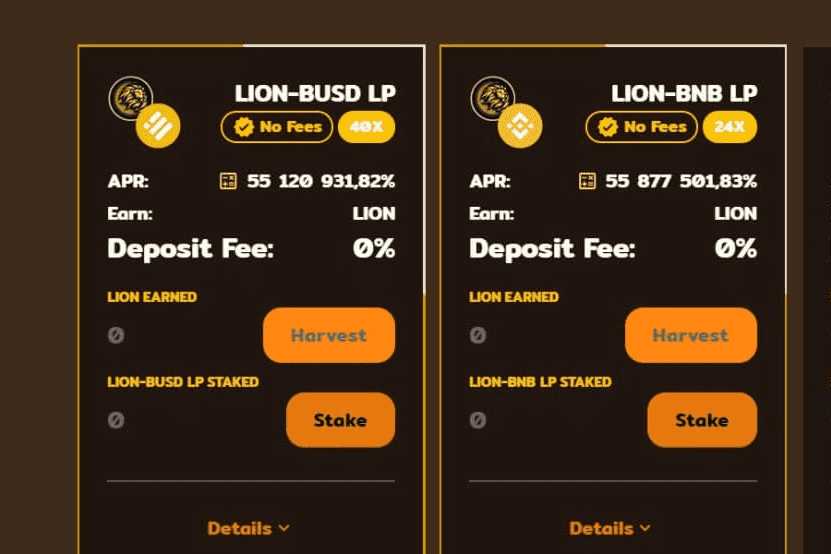 LION-BUSD LP
No Fees 40X
APR: 55 120 931,82%
Earn: LION
Deposit Fee: 0%
LION EARNED
0 Harvest
LION-BUSD LP STAKED
0 Stake
Details
LION-BNB LP
No Fees 24X
APR: 55 877 501,83%
Earn: LION
Deposit Fee: 0%
LION EARNED
0 Harvest
LION-BNB LP STAKED
0 Stake
Details